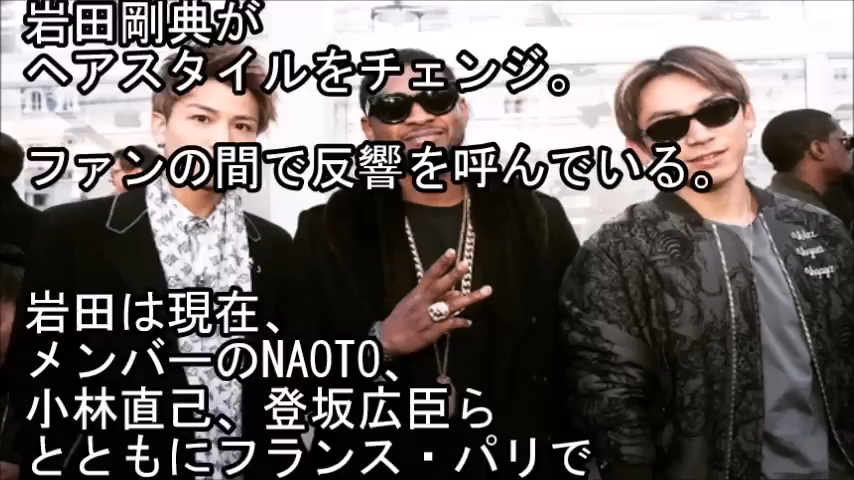 岩田剛典が
ヘアスタイルをチェンジ。
ファンの間で反響を呼んでいる。
岩田は現在、
メンバーのNAOTO、
小林直己、登坂広臣ら
とともにフランス・パリで